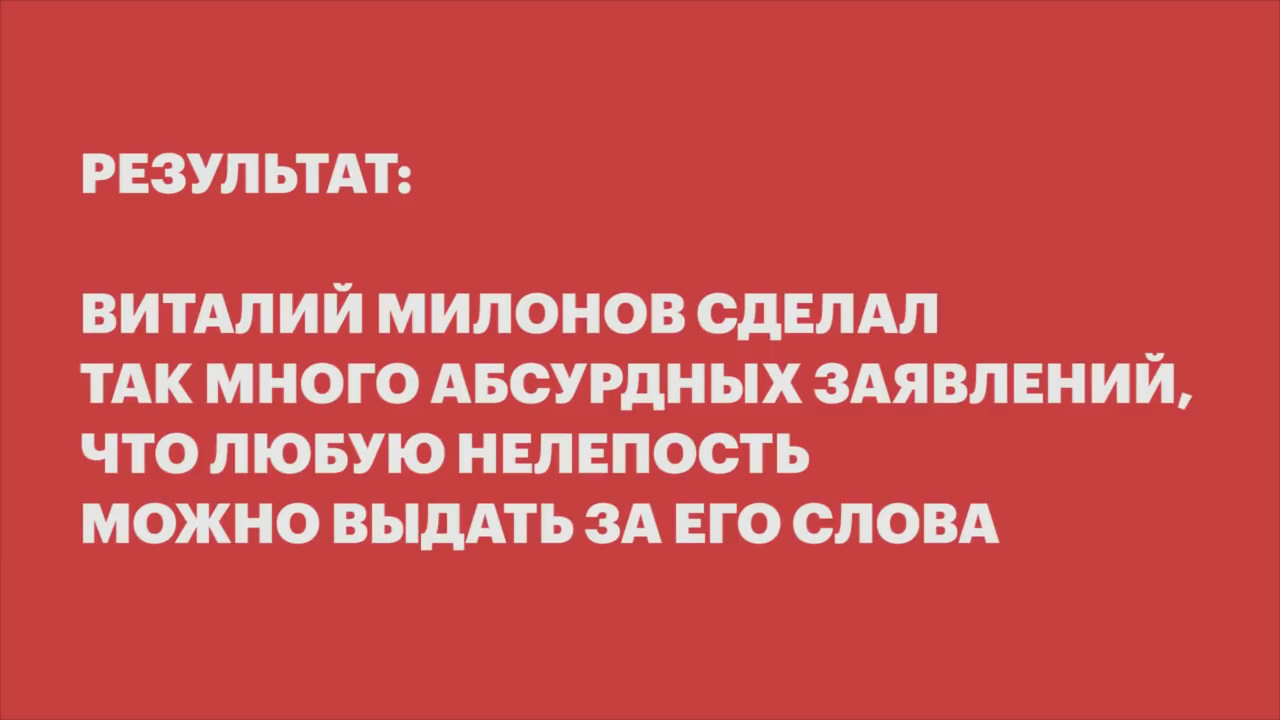 РЕЗУЛЬТАТ:
ВИТАЛИЙ МИЛОНОВ СДЕЛАЛ
ТАК МНОГО АБСУРДНЫХ ЗАЯВЛЕНИЙ,
ЧТО ЛЮБУЮ НЕЛЕПОСТЬ
МОЖНО ВЫДАТЬ ЗА ЕГО СЛОВА